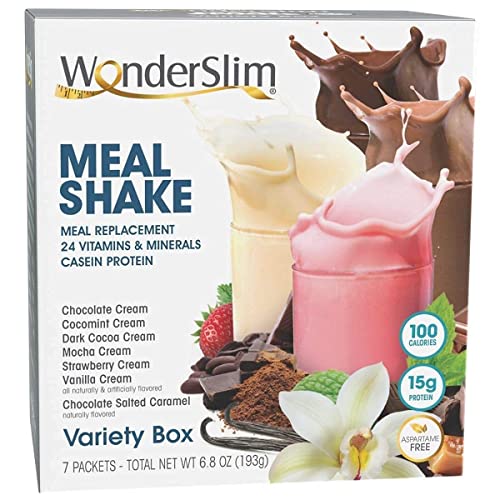 WonderSlim®
MEAL
SHAKE
MEAL REPLACEMENT
24 VITAMINS & MINERALS
CASEIN PROTEIN
Chocolate Cream
Cocomint Cream
Dark Cocoa Cream
Mocha Cream
Strawberry Cream
Vanilla Cream
all naturally & artificially flavored
Chocolate Salted Caramel
naturally flavored
Variety Box
7 PACKETS - TOTAL NET WT 6.8 OZ (193g)
100
CALORIES
15g
PROTEIN
ASPARTAME
FREE